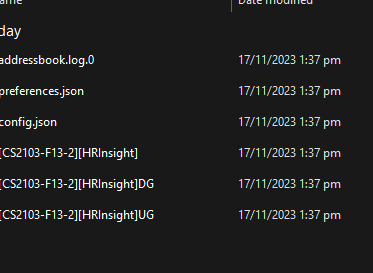 ame
Date modified
day
addressbook.log.0 17/11/2023 1:37 pm
preferences.json 17/11/2023 1:37 pm
config.json 17/11/2023 1:37 pm
[CS2103-F13-2][HRInsight] 17/11/2023 1:37 pm
[CS2103-F13-2][HRInsight]DG 17/11/2023 1:37 pm
[CS2103-F13-2][HRInsight]UG 17/11/2023 1:37 pm